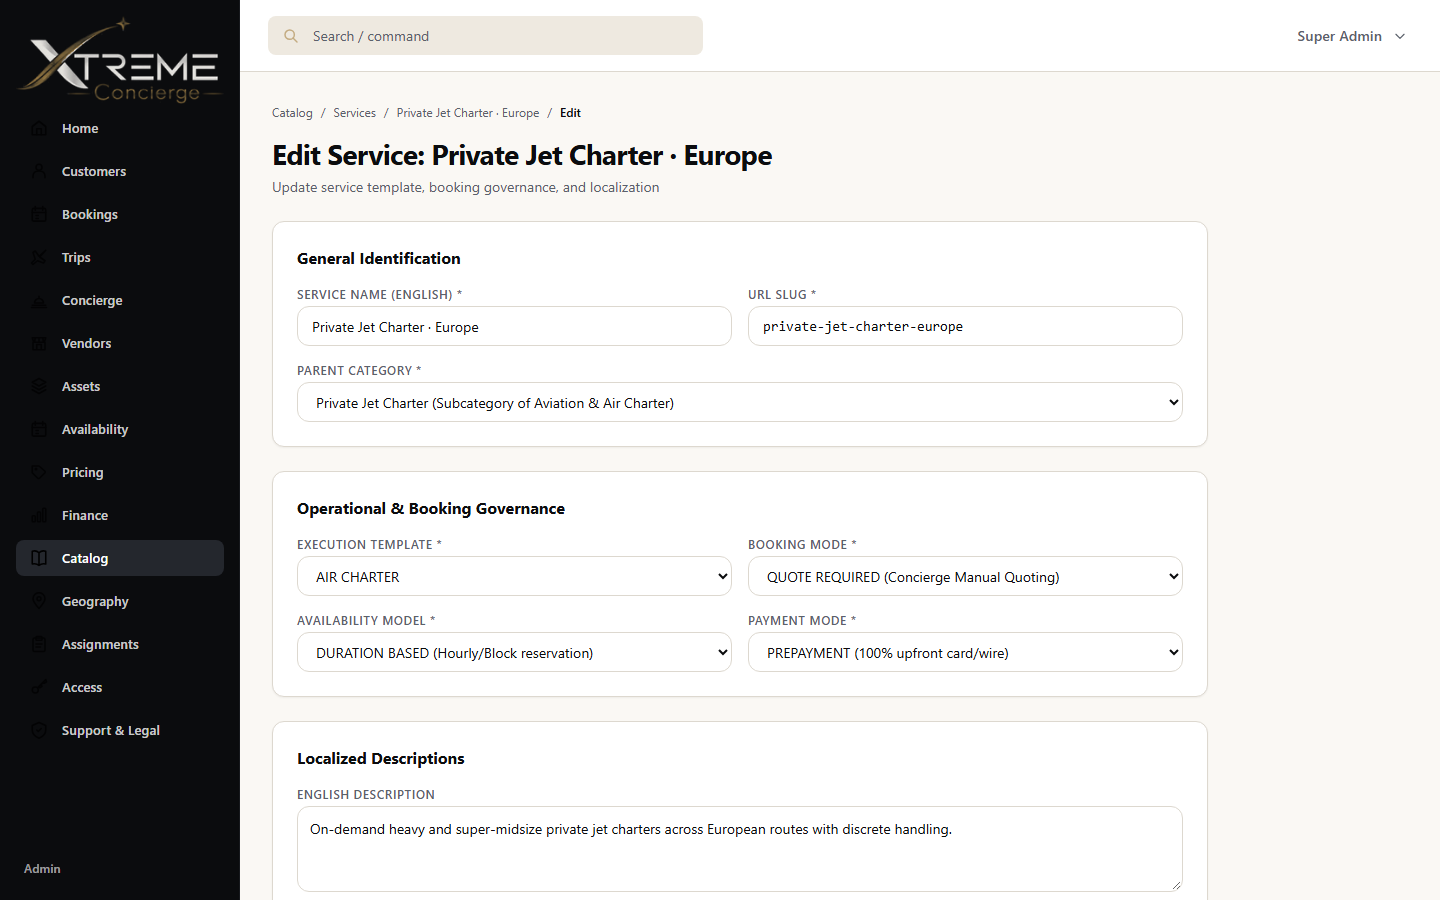 XTREME
Concierge
Home
Customers
Bookings
Trips
Concierge
Vendors
Assets
Availability
Pricing
Finance
Catalog
Geography
Assignments
Access
Support & Legal
Admin
Search / command
Super Admin
Catalog / Services / Private Jet Charter · Europe / Edit
Edit Service: Private Jet Charter · Europe
Update service template, booking governance, and localization
General Identification
SERVICE NAME (ENGLISH) *
Private Jet Charter · Europe
URL SLUG *
private-jet-charter-europe
PARENT CATEGORY *
Private Jet Charter (Subcategory of Aviation & Air Charter)
Operational & Booking Governance
EXECUTION TEMPLATE *
AIR CHARTER
BOOKING MODE *
QUOTE REQUIRED (Concierge Manual Quoting)
AVAILABILITY MODEL *
DURATION BASED (Hourly/Block reservation)
PAYMENT MODE *
PREPAYMENT (100% upfront card/wire)
Localized Descriptions
ENGLISH DESCRIPTION
On-demand heavy and super-midsize private jet charters across European routes with discrete handling.